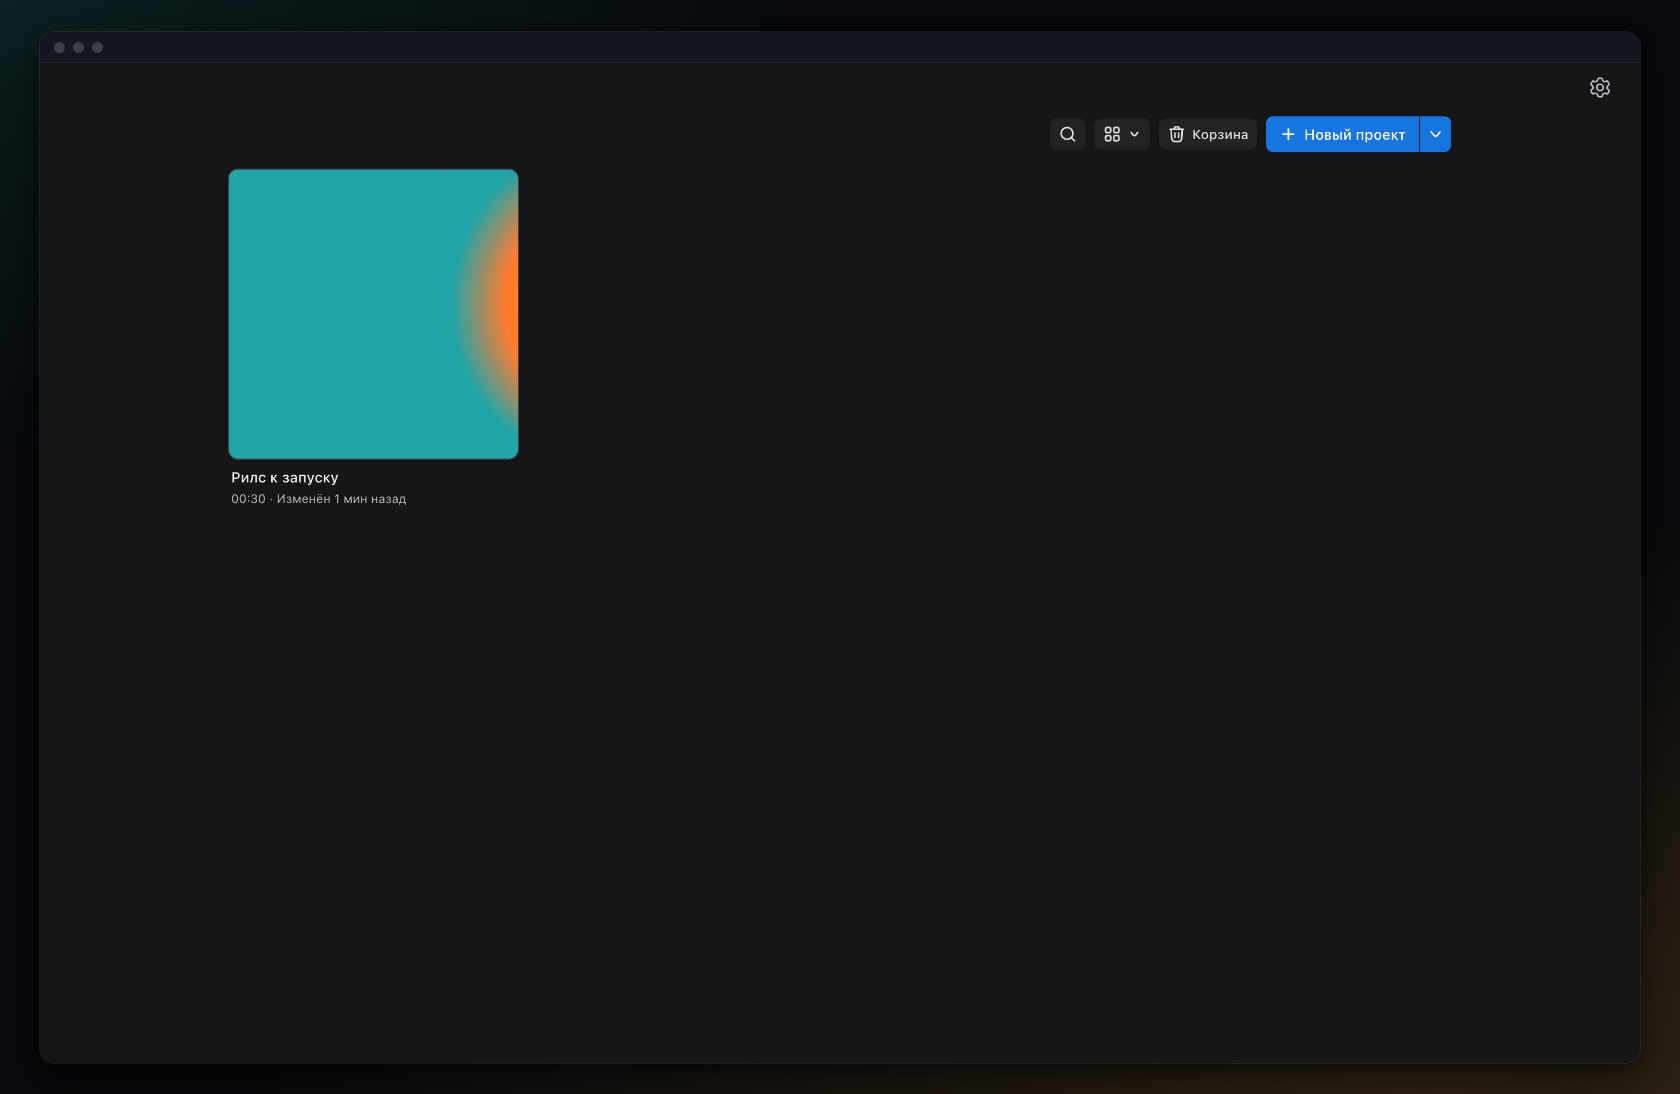 Корзина
Новый проект
Рилс к запуску
00:30 · Изменён 1 мин назад